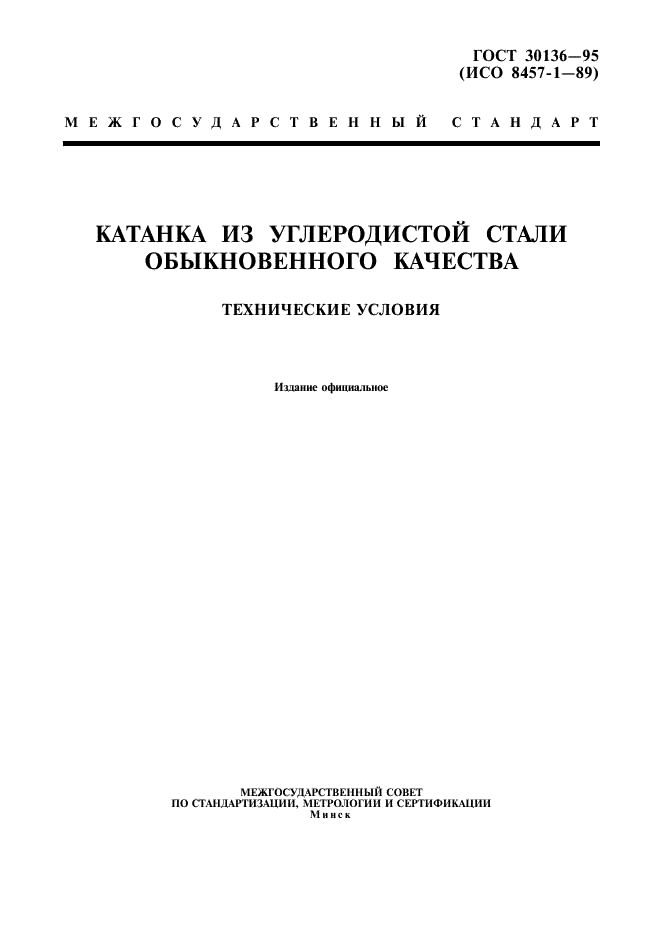 ГОСТ 30136—95
(ИСО 8457-1—89)
МЕЖГОСУДАРСТВЕННЫЙ СТАНДАРТ
КАТАНКА ИЗ УГЛЕРОДИСТОЙ СТАЛИ
ОБЫКНОВЕННОГО КАЧЕСТВА
ТЕХНИЧЕСКИЕ УСЛОВИЯ
Издание официальное
МЕЖГОСУДАРСТВЕННЫЙ СОВЕТ
ПО СТАНДАРТИЗАЦИИ, МЕТРОЛОГИИ И СЕРТИФИКАЦИИ
Минск